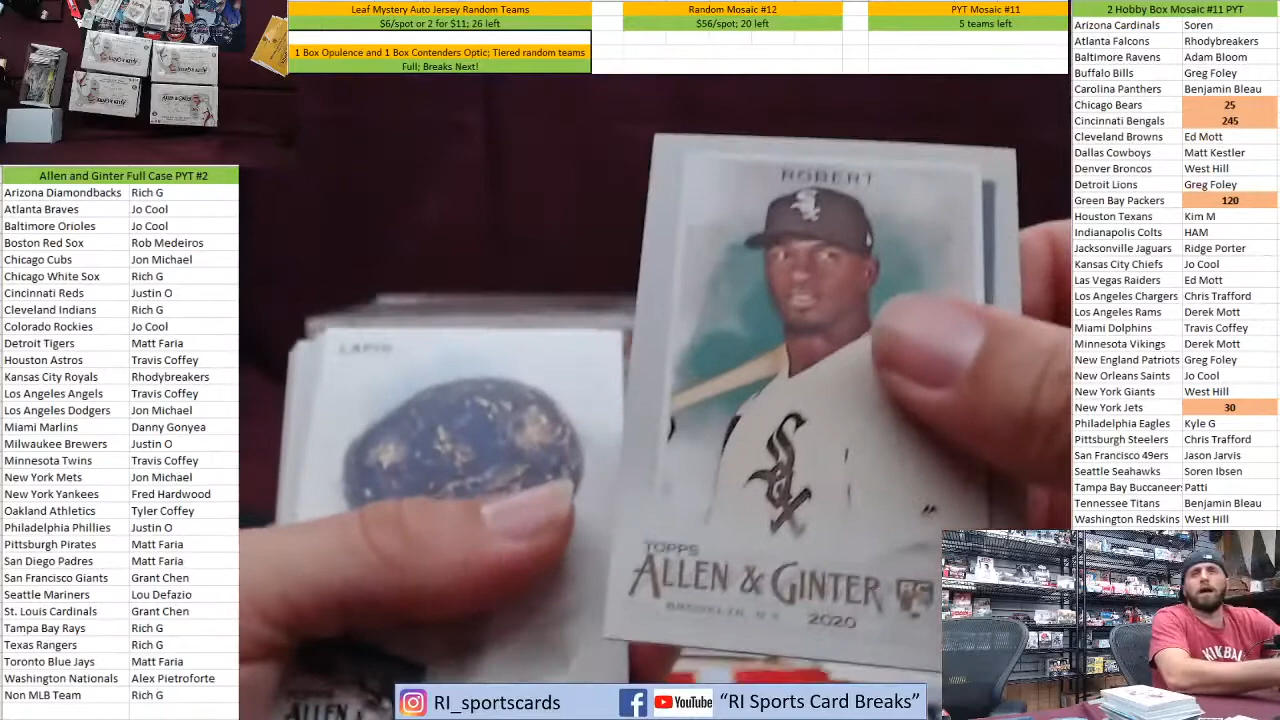 Leaf Mystery Auto Jersey Random Teams
$6/spot or 2 for $11; 26 left
1 Box Opulence and 1 Box Contenders Optic; Tiered random teams
Full; Breaks Next!
Random Mosaic #12
$56/spot; 20 left
PYT Mosaic #11
5 teams left
2 Hobby Box Mosaic #11 PYT
Arizona Cardinals Soren
Atlanta Falcons Rhodybreakers
Baltimore Ravens Adam Bloom
Buffalo Bills Greg Foley
Carolina Panthers Benjamin Bleau
Chicago Bears 25
Cincinnati Bengals 245
Cleveland Browns Ed Mott
Dallas Cowboys Matt Kestler
Denver Broncos West Hill
Detroit Lions Greg Foley
Green Bay Packers 120
Houston Texans Kim M
Indianapolis Colts HAM
Jacksonville Jaguars Ridge Porter
Kansas City Chiefs Jo Cool
Las Vegas Raiders Ed Mott
Los Angeles Chargers Chris Trafford
Los Angeles Rams Derek Mott
Miami Dolphins Travis Coffey
Minnesota Vikings Derek Mott
New England Patriots Greg Foley
New Orleans Saints Jo Cool
New York Giants West Hill
New York Jets 30
Philadelphia Eagles Kyle G
Pittsburgh Steelers Chris Trafford
San Francisco 49ers Jason Jarvis
Seattle Seahawks Soren Ibsen
Tampa Bay Buccaneer Patti
Tennessee Titans Benjamin Bleau
Washington Redskins West Hill
Allen and Ginter Full Case PYT #2
Arizona Diamondbacks Rich G
Atlanta Braves Jo Cool
Baltimore Orioles Jo Cool
Boston Red Sox Rob Medeiros
Chicago Cubs Jon Michael
Chicago White Sox Rich G
Cincinnati Reds Justin O
Cleveland Indians Rich G
Colorado Rockies Jo Cool
Detroit Tigers Matt Faria
Houston Astros Travis Coffey
Kansas City Royals Rhodybreakers
Los Angeles Angels Travis Coffey
Los Angeles Dodgers Jon Michael
Miami Marlins Danny Gonyea
Milwaukee Brewers Justin O
Minnesota Twins Travis Coffey
New York Mets Jon Michael
New York Yankees Fred Hardwood
Oakland Athletics Tyler Coffey
Philadelphia Phillies Justin O
Pittsburgh Pirates Matt Faria
San Diego Padres Matt Faria
San Francisco Giants Grant Chen
Seattle Mariners Lou Defazio
St. Louis Cardinals Grant Chen
Tampa Bay Rays Rich G
Texas Rangers Rich G
Toronto Blue Jays Matt Faria
Washington Nationals Alex Pietroforte
Non MLB Team Rich G
ROBERT
Sox
TOPPS
ALLEN & GINTER
BROOKLYN, N.Y.
2020
RC
LAPIS
RI_sportscards
YouTube
"RI Sports Card Breaks"